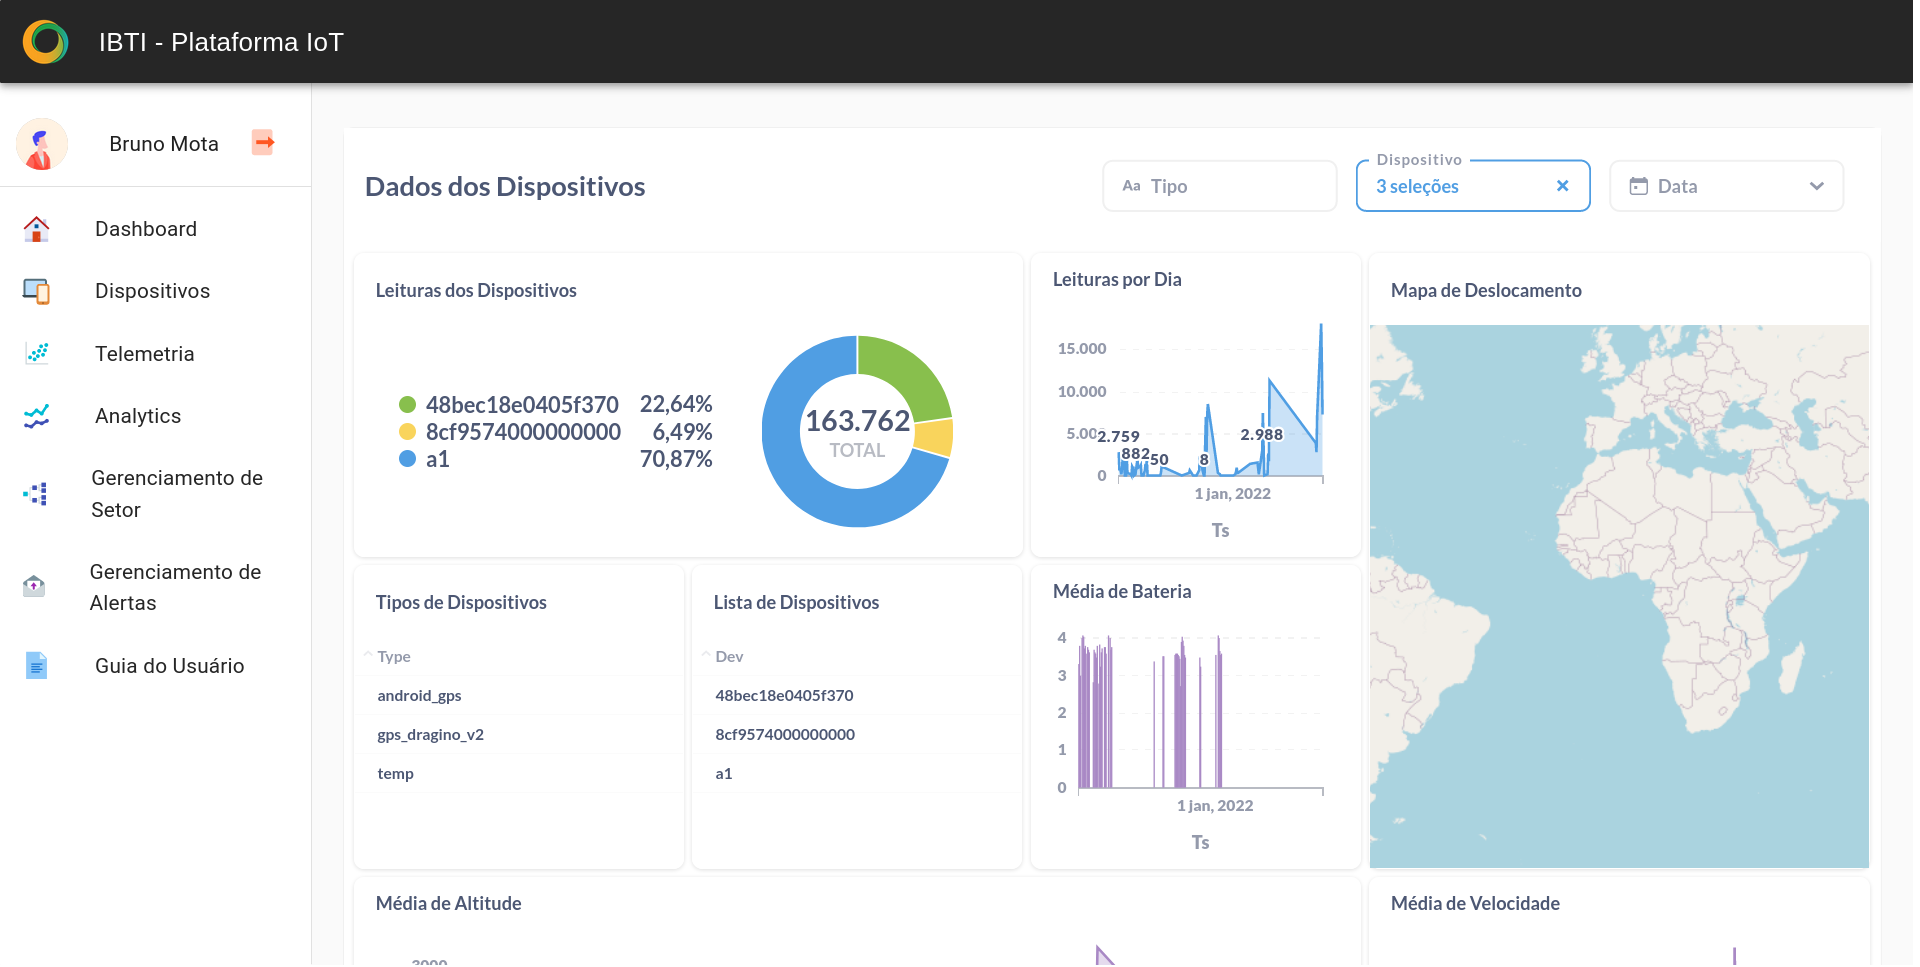 IBTI - Plataforma IoT
Bruno Mota
Dashboard
Dispositivos
Telemetria
Analytics
Gerenciamento de
Setor
Gerenciamento de
Alertas
Guia do Usuário
Dados dos Dispositivos
Aa Tipo
Dispositivo
3 seleções
Data
Leituras dos Dispositivos
48bec18e0405f370 22,64%
8cf9574000000000 6,49%
a1 70,87%
163.762
TOTAL
Leituras por Dia
15.000
10.000
5.000
0
2.759
882
50
8
2.988
1 jan, 2022
Ts
Mapa de Deslocamento
Tipos de Dispositivos
Type
android_gps
gps_dragino_v2
temp
Lista de Dispositivos
Dev
48bec18e0405f370
8cf9574000000000
a1
Média de Bateria
4
3
2
1
0
1 jan, 2022
Ts
Média de Altitude
3000
Média de Velocidade